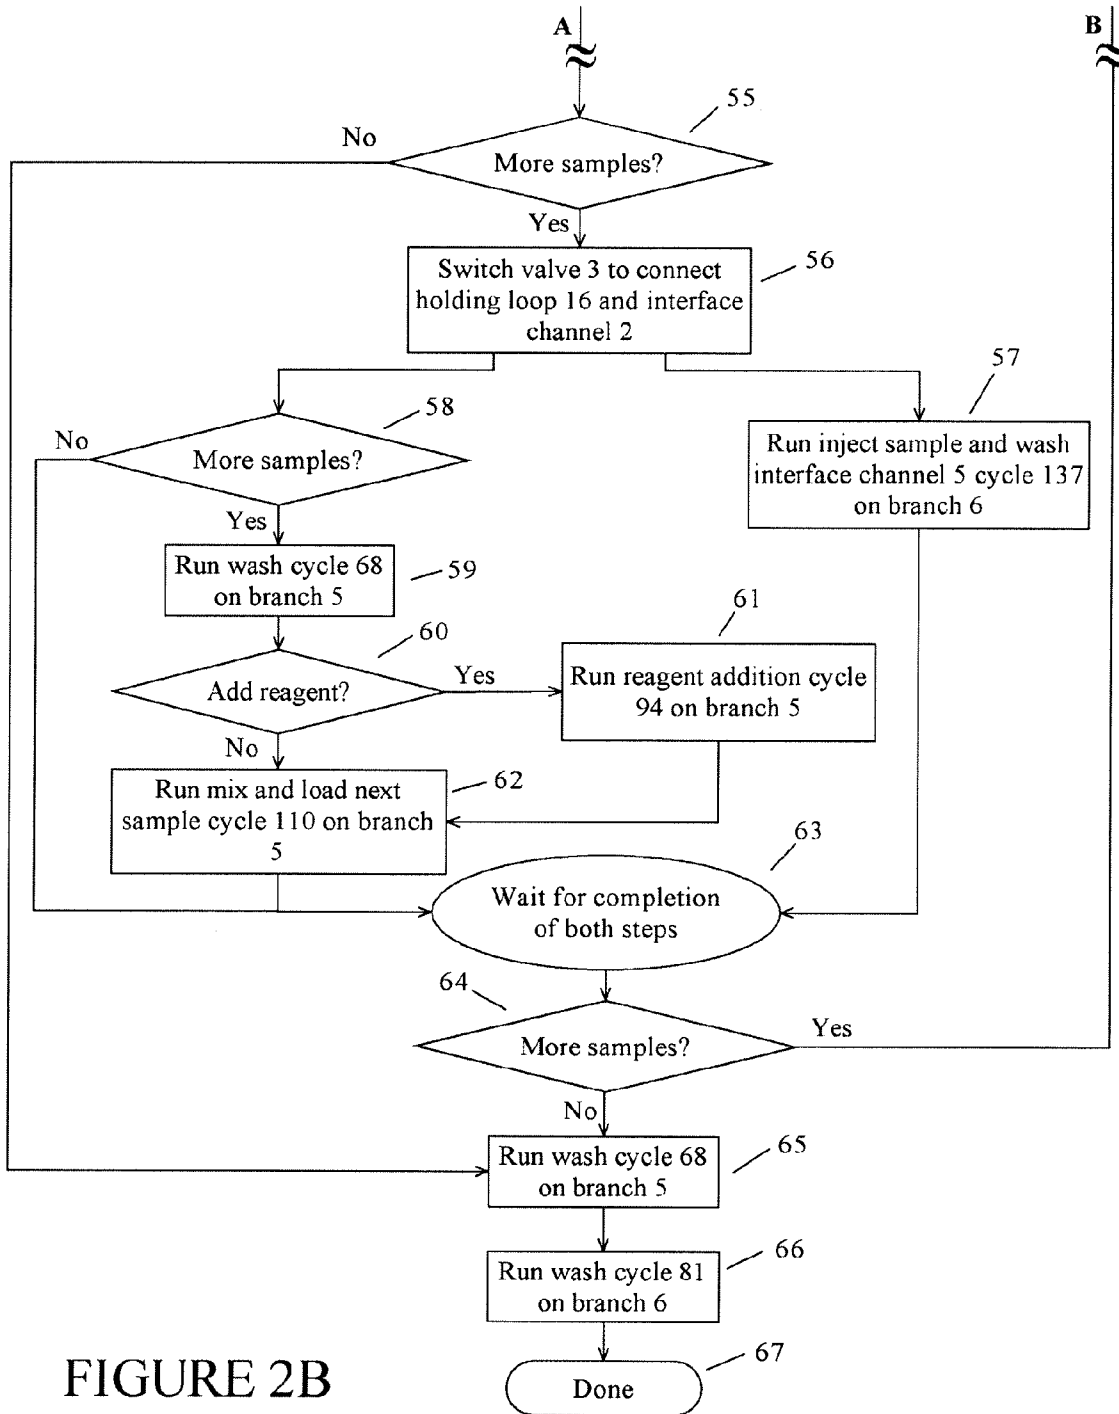 A
B
55
No
More samples?
Yes
56
Switch valve 3 to connect
holding loop 16 and interface
channel 2
57
58
No
More samples?
Run inject sample and wash
interface channel 5 cycle 137
on branch 6
Yes
Run wash cycle 68
on branch 5
59
60
61
Add reagent?
Yes
Run reagent addition cycle
94 on branch 5
No
62
Run mix and load next
sample cycle 110 on branch
5
63
Wait for completion
of both steps
64
More samples?
Yes
No
Run wash cycle 68
on branch 5
65
66
Run wash cycle 81
on branch 6
67
Done
FIGURE 2B